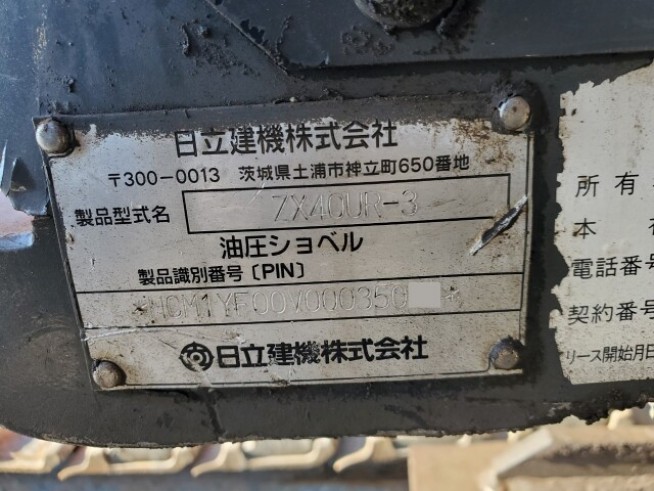 日立建機株式会社
〒300-0013 茨城県土浦市神立町650番地
製品型式名 ZX40UR-3
油圧ショベル
製品識別番号〔PIN〕
HCM1YF00V000350
日立建機株式会社
所有
本
電話番号
契約番号
リース開始月日